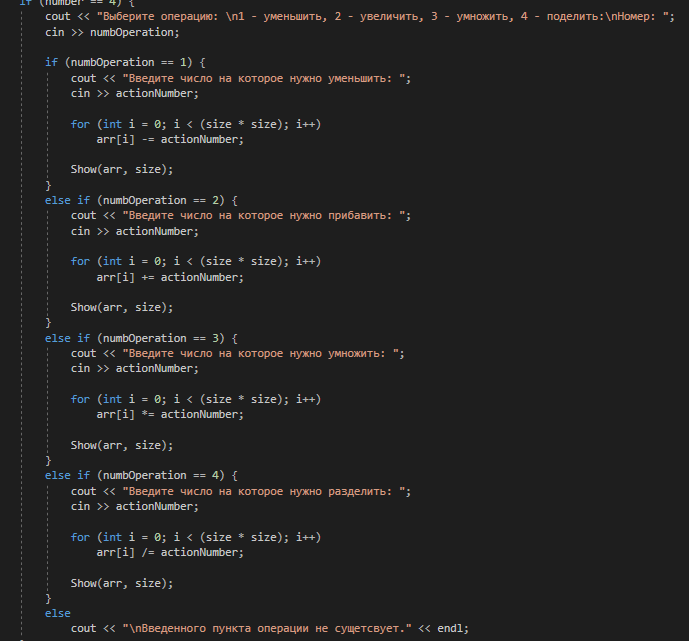 if (number == 4) {
cout << "Выберите операцию: \n1 - уменьшить, 2 - увеличить, 3 - умножить, 4 - поделить:\nНомер: ";
cin >> numbOperation;
if (numbOperation == 1) {
cout << "Введите число на которое нужно уменьшить: ";
cin >> actionNumber;
for (int i = 0; i < (size * size); i++)
arr[i] -= actionNumber;
Show(arr, size);
}
else if (numbOperation == 2) {
cout << "Введите число на которое нужно прибавить: ";
cin >> actionNumber;
for (int i = 0; i < (size * size); i++)
arr[i] += actionNumber;
Show(arr, size);
}
else if (numbOperation == 3) {
cout << "Введите число на которое нужно умножить: ";
cin >> actionNumber;
for (int i = 0; i < (size * size); i++)
arr[i] *= actionNumber;
Show(arr, size);
}
else if (numbOperation == 4) {
cout << "Введите число на которое нужно разделить: ";
cin >> actionNumber;
for (int i = 0; i < (size * size); i++)
arr[i] /= actionNumber;
Show(arr, size);
}
else
cout << "\nВведенного пункта операции не сущетсвует." << endl;